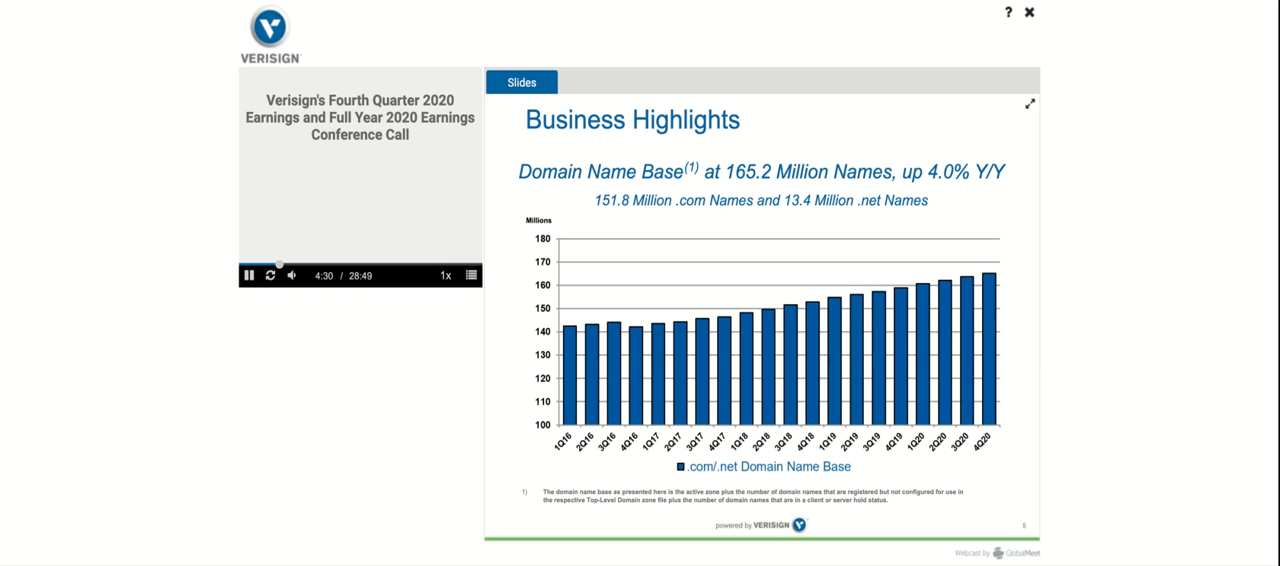 ? ✖
VERISIGN
Slides
Verisign's Fourth Quarter 2020
Earnings and Full Year 2020 Earnings
Conference Call
4:30 / 28:49
1x
Business Highlights
Domain Name Base(1) at 165.2 Million Names, up 4.0% Y/Y
151.8 Million .com Names and 13.4 Million .net Names
Millions
180
170
160
150
140
130
120
110
100
1Q16 2Q16 3Q16 4Q16 1Q17 2Q17 3Q17 4Q17 1Q18 2Q18 3Q18 4Q18 1Q19 2Q19 3Q19 4Q19 1Q20 2Q20 3Q20 4Q20
.com/.net Domain Name Base
1) The domain name base as presented here is the active zone plus the number of domain names that are registered but not configured for use in
the respective Top-Level Domain zone file plus the number of domain names that are in a client or server hold status.
powered by VERISIGN
5
Webcast by GlobalMeet